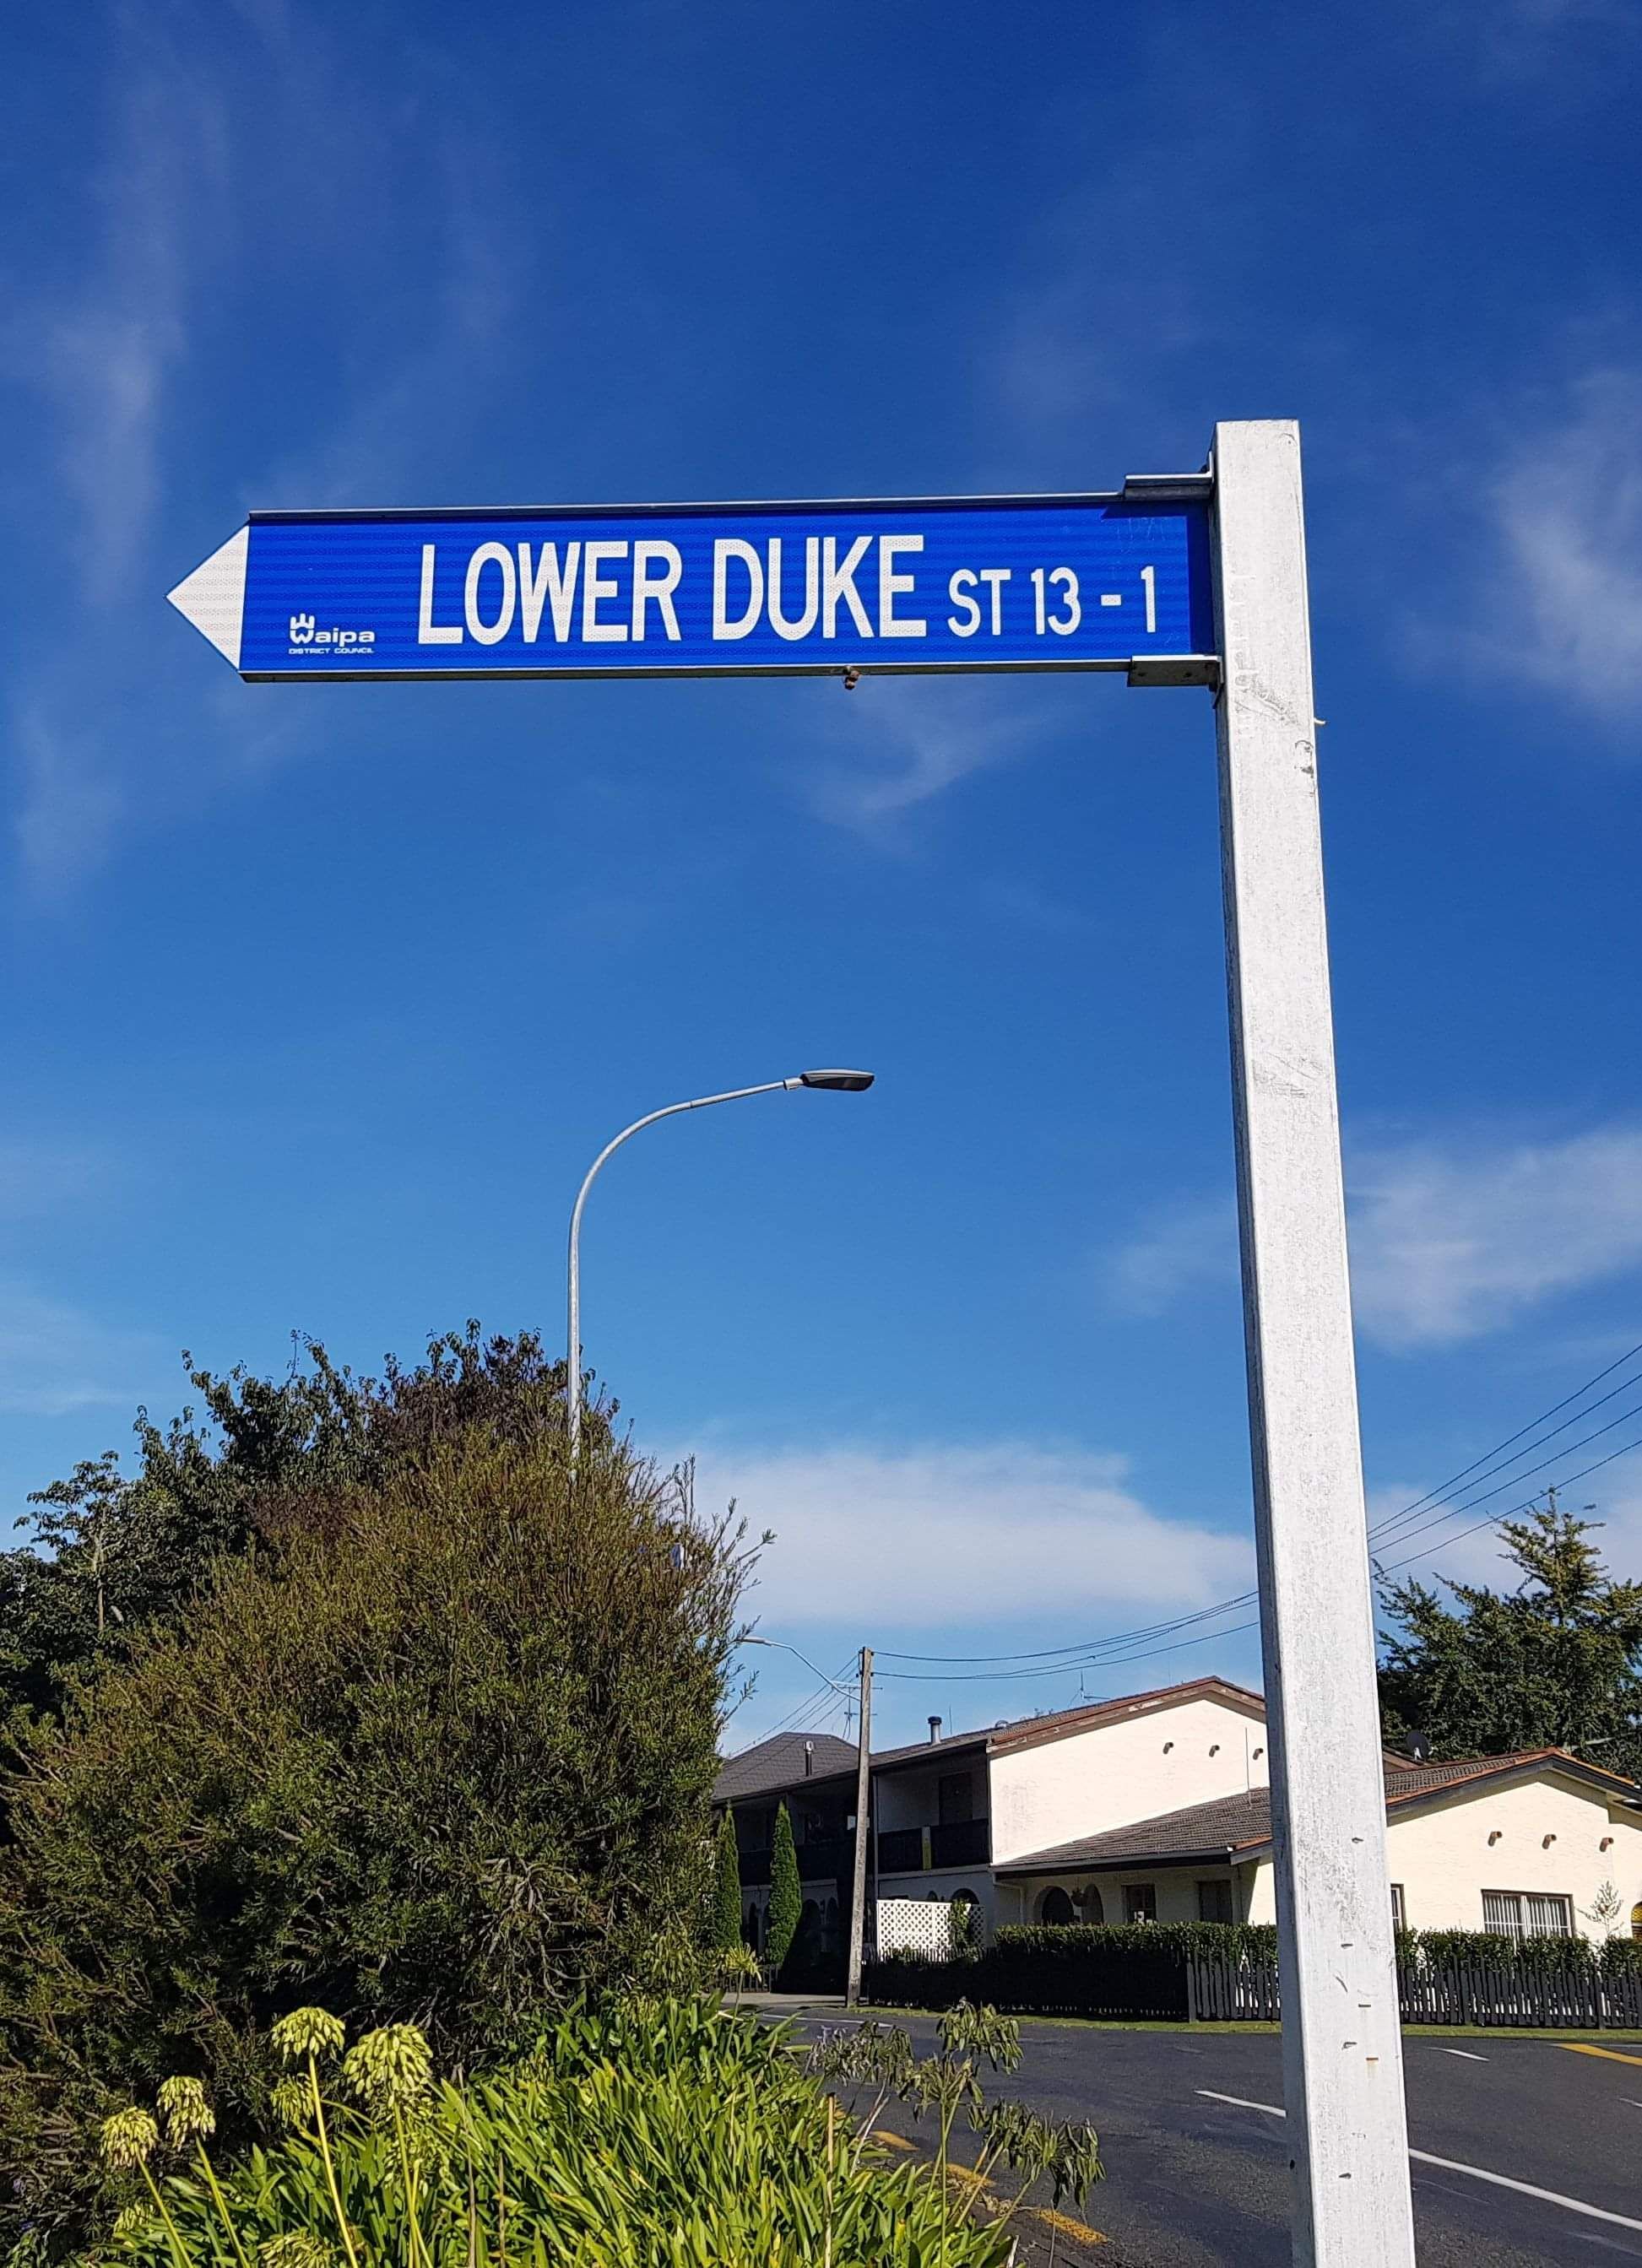 LOWER DUKE ST 13 - 1
Waipa
DISTRICT COUNCIL